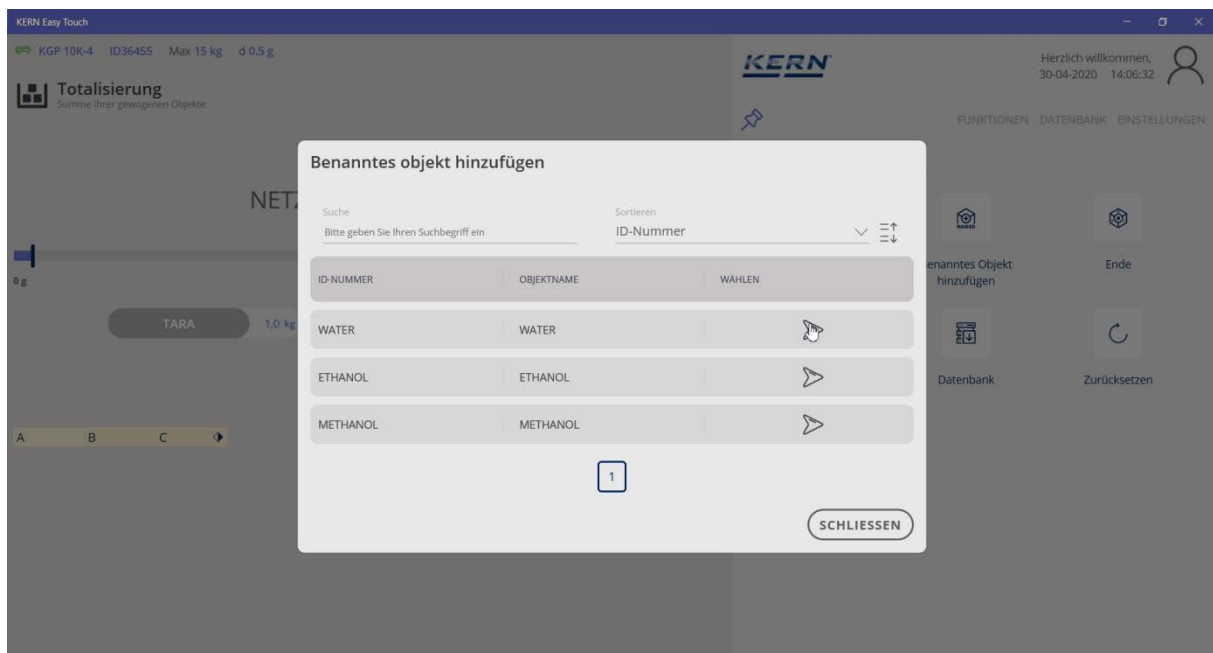 KERN Easy Touch
KGP 10K-4 ID36455 Max 15 kg d 0.5 g
Totalisierung
Summe Ihrer gewogenen Objekte
KERN
Herzlich willkommen,
30-04-2020 14:06:32
FUNKTIONEN DATENBANK EINSTELLUNGEN
Benanntes objekt hinzufügen
NET
Suche
Sortieren
Bitte geben Sie Ihren Suchbegriff ein
ID-Nummer
ID-NUMMER OBJEKTNAME WÄHLEN
WATER WATER
ETHANOL ETHANOL
METHANOL METHANOL
1
SCHLIESSEN
0 g
TARA 1,0 kg
A B C
NAMED
enanntes Objekt
hinzufügen
Ende
Datenbank
Zurücksetzen